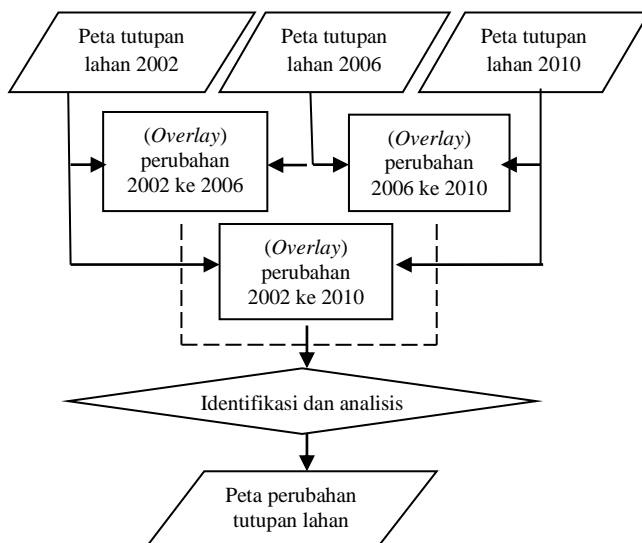 Peta tutupan
lahan 2002
Peta tutupan
lahan 2006
Peta tutupan
lahan 2010
(Overlay)
perubahan
2002 ke 2006
(Overlay)
perubahan
2006 ke 2010
(Overlay)
perubahan
2002 ke 2010
Identifikasi dan analisis
Peta perubahan
tutupan lahan